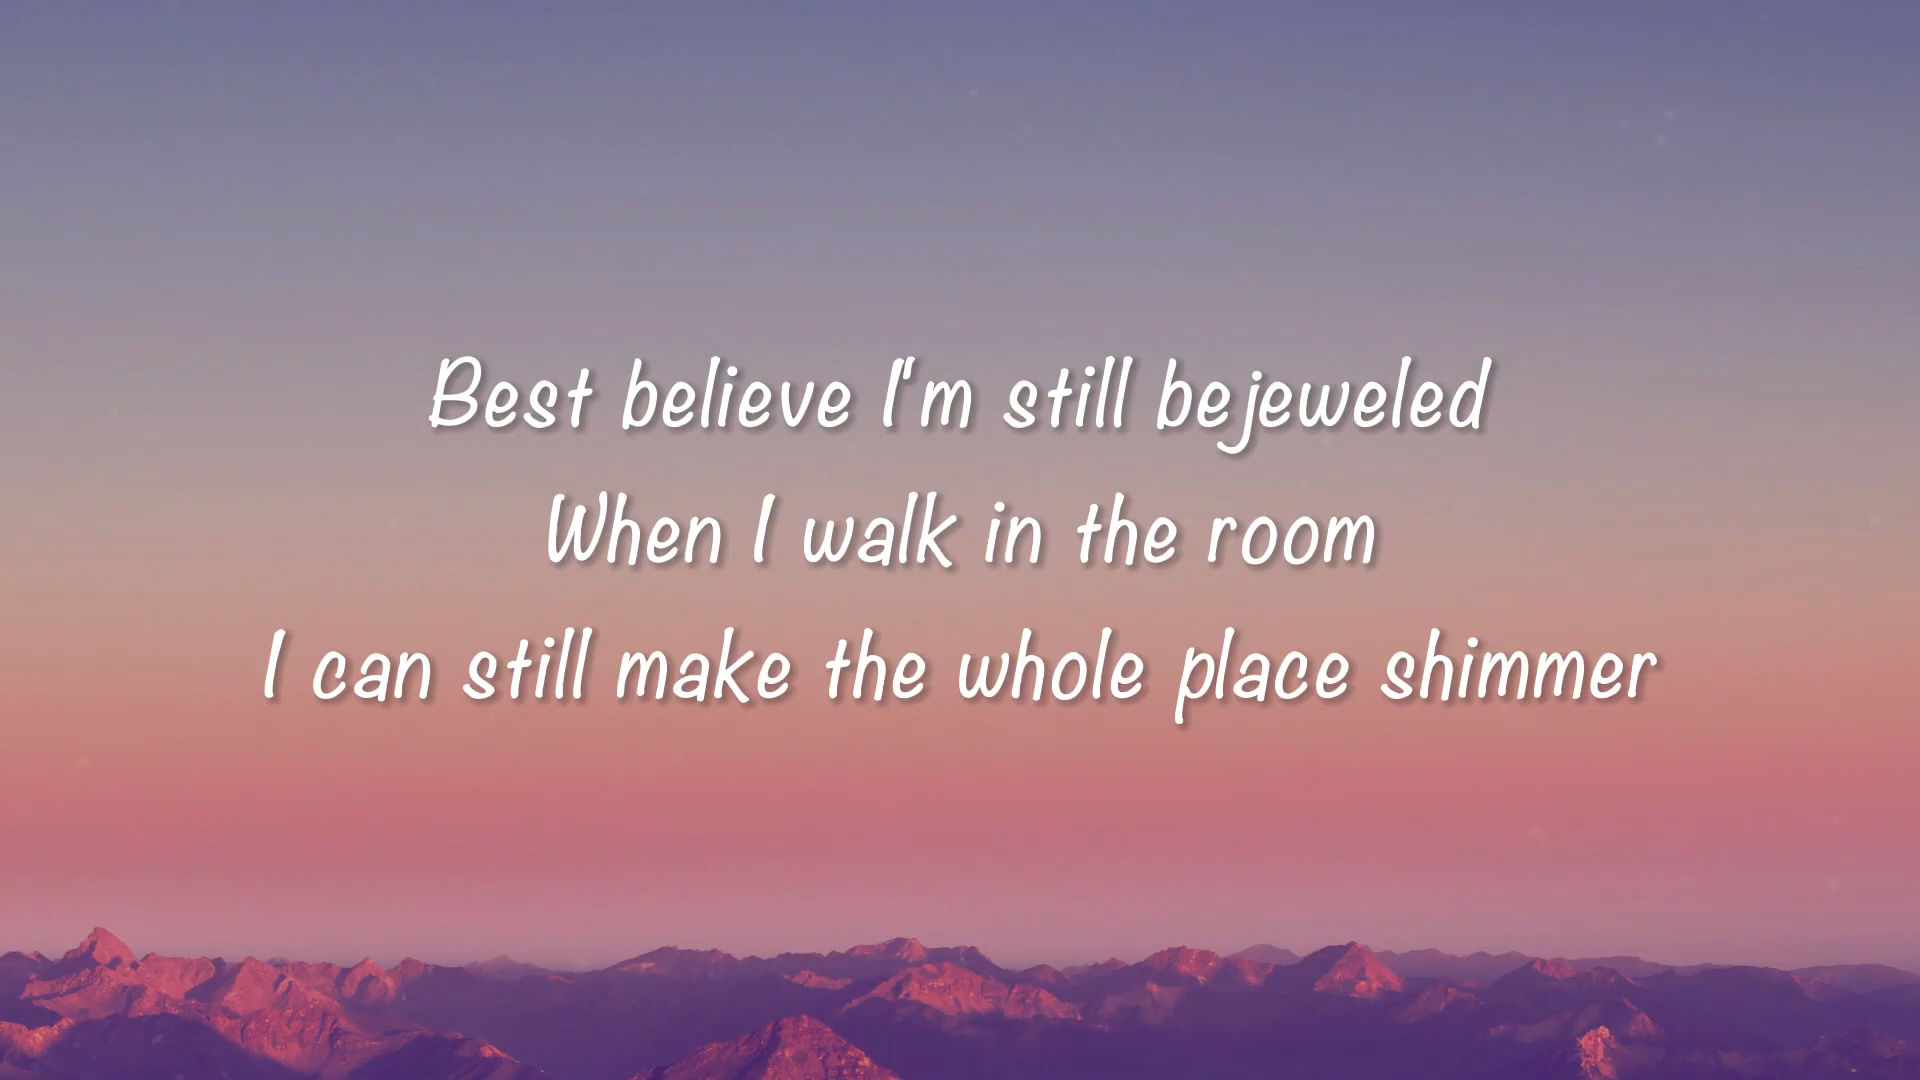 Best believe I'm still bejeweled
When I walk in the room
I can still make the whole place shimmer